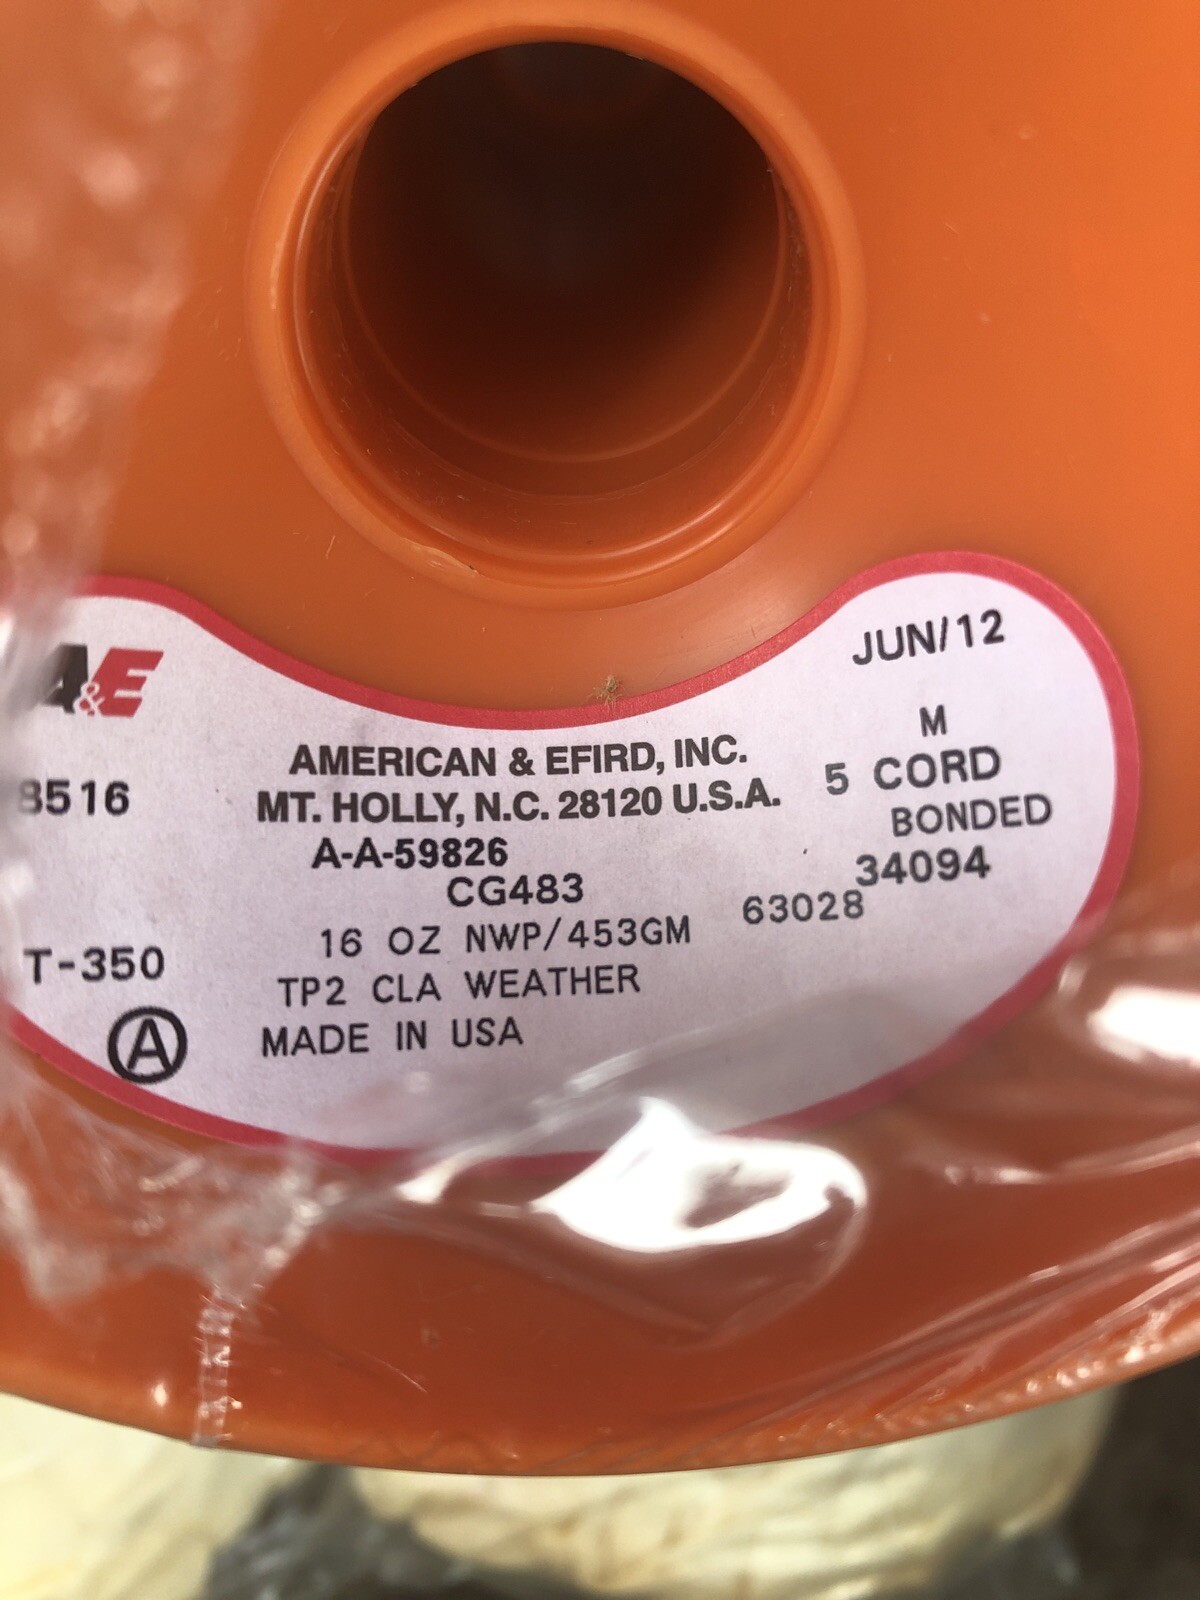 A&E
JUN/12
AMERICAN & EFIRD, INC.
M
8516
MT. HOLLY, N.C. 28120 U.S.A.
5 CORD
A-A-59826
BONDED
CG483
34094
63028
16 OZ NWP/453GM
T-350
TP2 CLA WEATHER
A
MADE IN USA